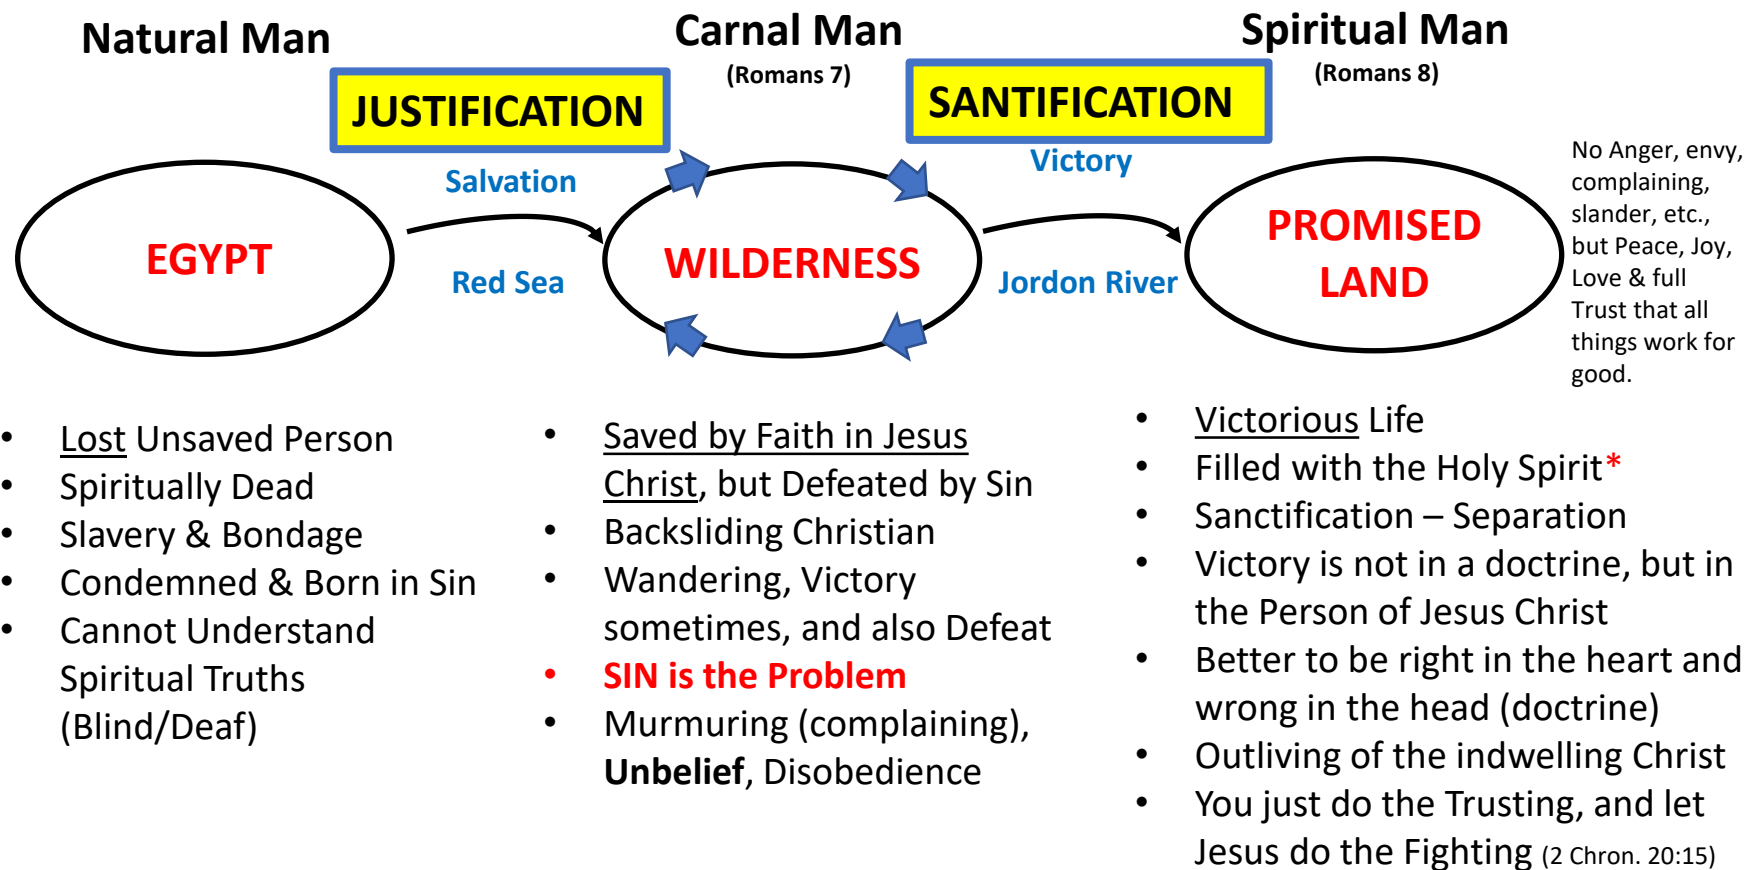 Natural Man
Carnal Man
(Romans 7)
Spiritual Man
(Romans 8)
JUSTIFICATION
SANTIFICATION
Salvation
Victory
EGYPT
WILDERNESS
PROMISED
LAND
Red Sea
Jordon River
No Anger, envy,
complaining,
slander, etc.,
but Peace, Joy,
Love & full
Trust that all
things work for
good.
• Lost Unsaved Person
• Spiritually Dead
• Slavery & Bondage
• Condemned & Born in Sin
• Cannot Understand
Spiritual Truths
(Blind/Deaf)
• Saved by Faith in Jesus
Christ, but Defeated by Sin
• Backsliding Christian
• Wandering, Victory
sometimes, and also Defeat
• SIN is the Problem
• Murmuring (complaining),
Unbelief, Disobedience
• Victorious Life
• Filled with the Holy Spirit*
• Sanctification – Separation
• Victory is not in a doctrine, but in
the Person of Jesus Christ
• Better to be right in the heart and
wrong in the head (doctrine)
• Outliving of the indwelling Christ
• You just do the Trusting, and let
Jesus do the Fighting (2 Chron. 20:15)